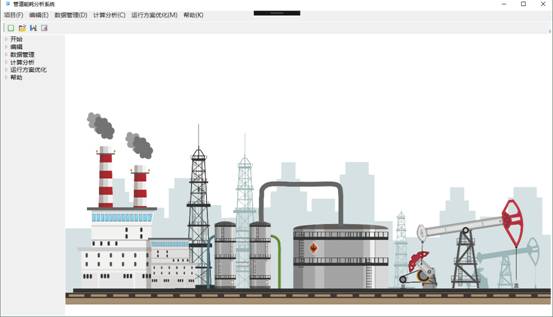 管道能耗分析系统
项目(F) 编辑(E) 数据管理(D) 计算分析(C) 运行方案优化(M) 帮助(K)
开始
编辑
数据管理
计算分析
运行方案优化
帮助